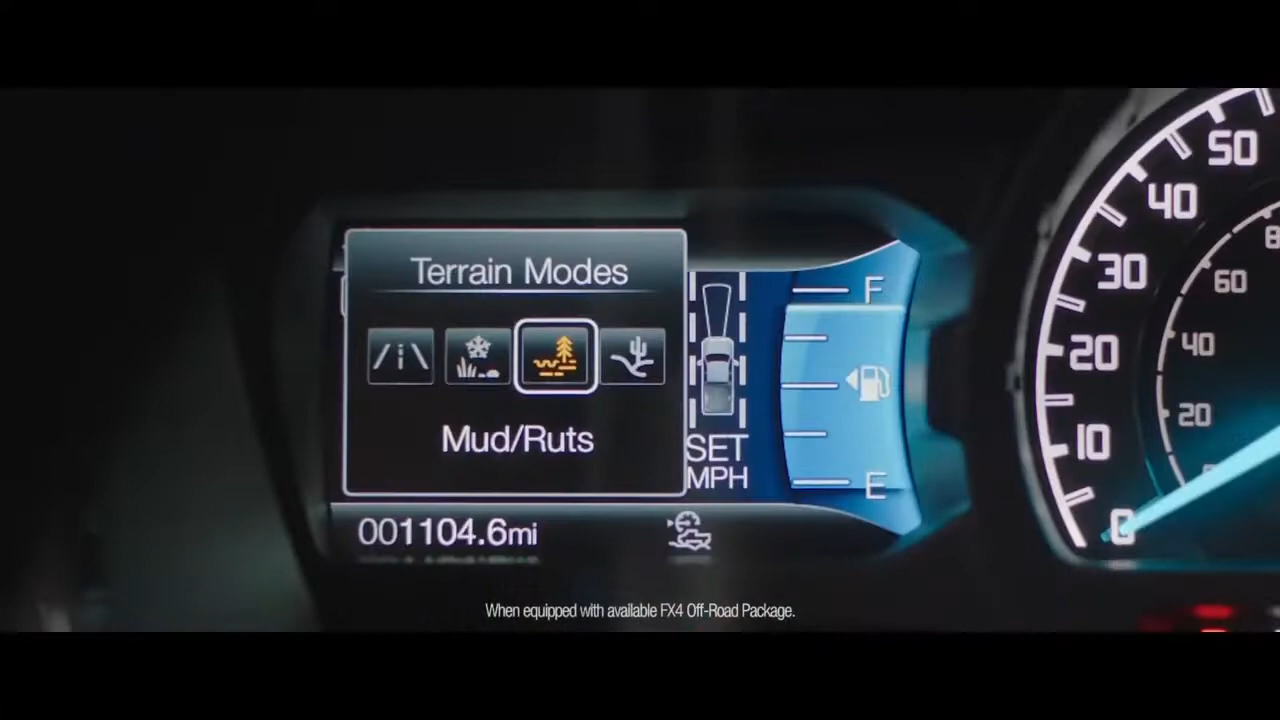 Terrain Modes
Mud/Ruts
SET
MPH
F
E
001104.6mi
50
40
30
20
10
0
60
40
20
When equipped with available FX4 Off-Road Package.